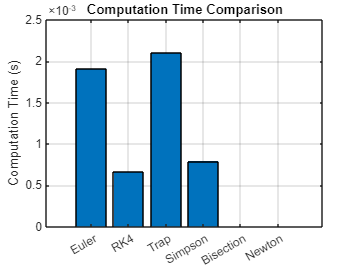 ×10⁻³
Computation Time Comparison
2.5
2
1.5
1
0.5
0
Computation Time (s)
Euler
RK4
Trap
Simpson
Bisection
Newton